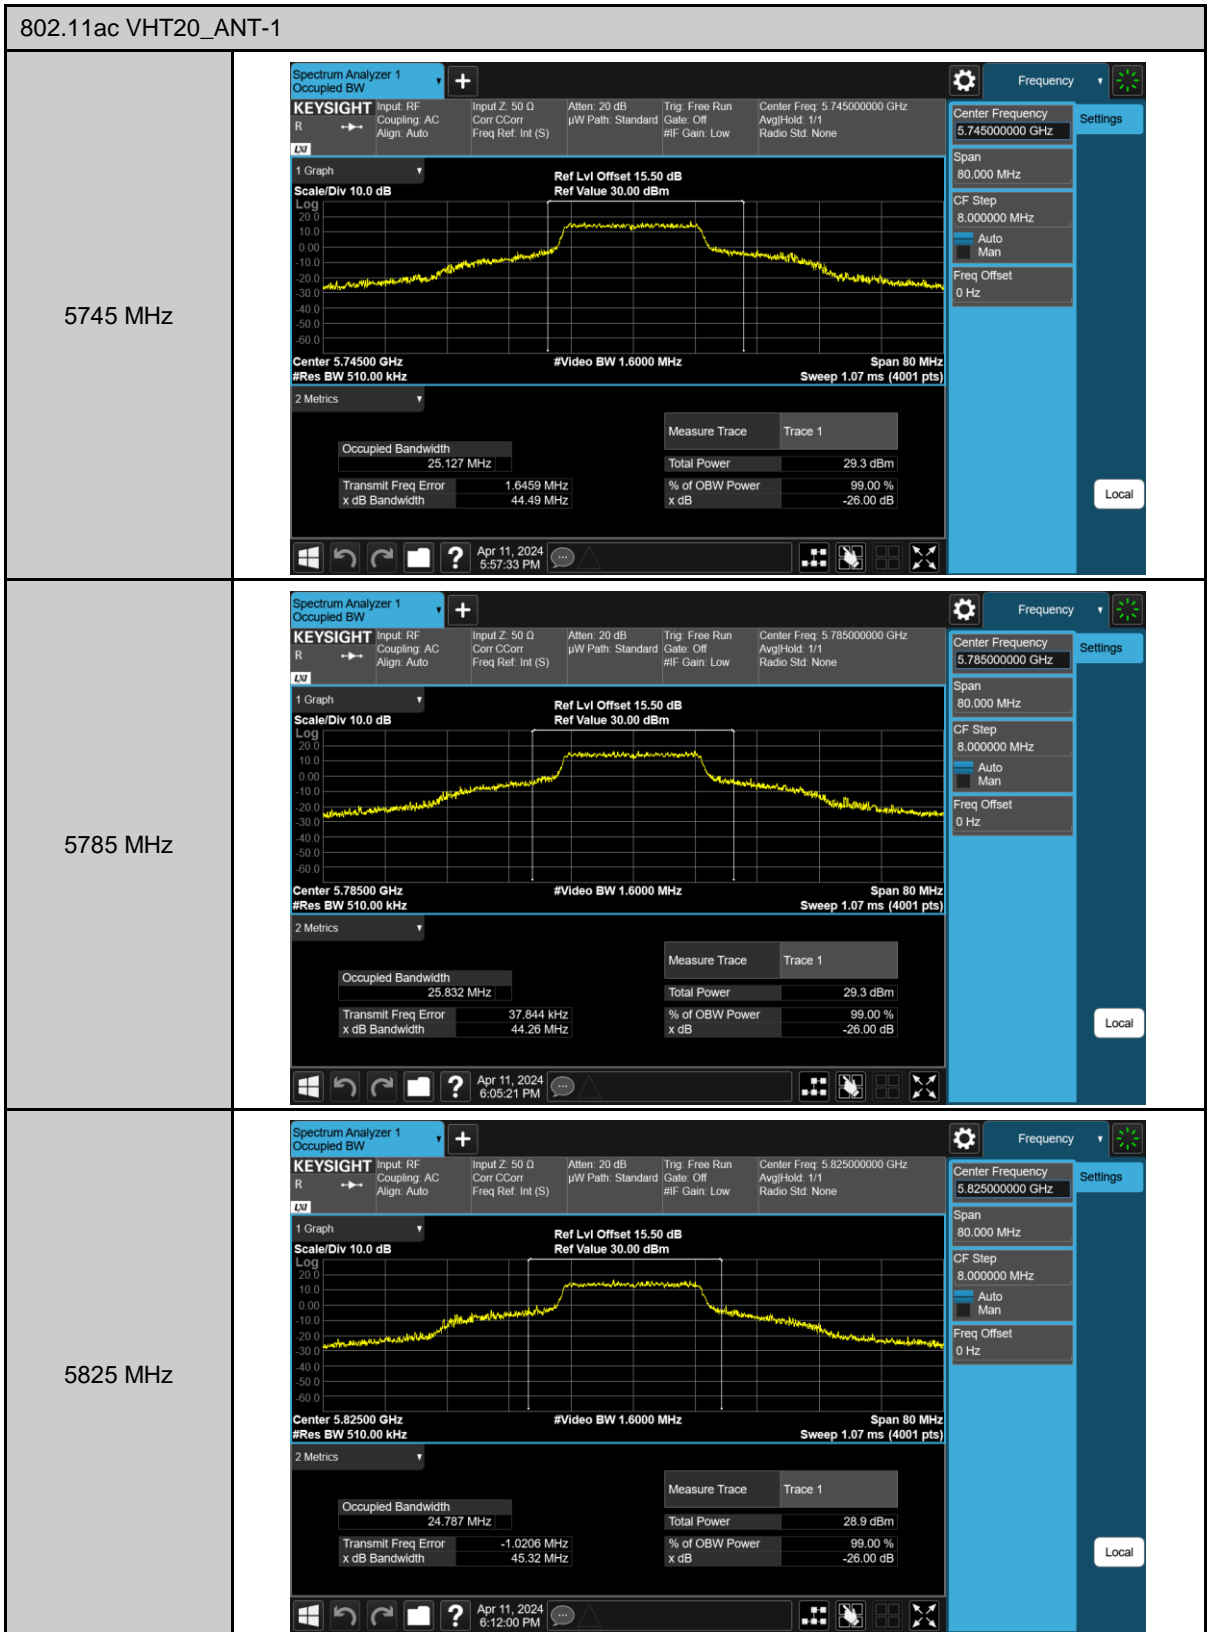 802.11ac VHT20_ANT-1
5745 MHz
Spectrum Analyzer 1
Occupied BW
Frequency
KEYSIGHT
R
LXI
Input: RF
Coupling: AC
Align: Auto
Input Z: 50 Ω
Corr CCorr
Freq Ref: Int (S)
Atten: 20 dB
µW Path: Standard
Trig: Free Run
Gate: Off
#IF Gain: Low
Center Freq: 5.745000000 GHz
Avg|Hold: 1/1
Radio Std: None
Center Frequency
5.745000000 GHz
Settings
Span
80.000 MHz
CF Step
8.000000 MHz
Auto
Man
Freq Offset
0 Hz
Local
1 Graph
Scale/Div 10.0 dB
Ref Lvl Offset 15.50 dB
Ref Value 30.00 dBm
Log
20.0
10.0
0.00
-10.0
-20.0
-30.0
-40.0
-50.0
-60.0
Center 5.74500 GHz
#Video BW 1.6000 MHz
Span 80 MHz
#Res BW 510.00 kHz
Sweep 1.07 ms (4001 pts)
2 Metrics
Measure Trace Trace 1
Occupied Bandwidth
25.127 MHz
Total Power 29.3 dBm
Transmit Freq Error 1.6459 MHz
% of OBW Power 99.00 %
x dB Bandwidth 44.49 MHz
x dB -26.00 dB
?
Apr 11, 2024
5:57:33 PM
5785 MHz
Spectrum Analyzer 1
Occupied BW
Frequency
KEYSIGHT
R
LXI
Input: RF
Coupling: AC
Align: Auto
Input Z: 50 Ω
Corr CCorr
Freq Ref: Int (S)
Atten: 20 dB
µW Path: Standard
Trig: Free Run
Gate: Off
#IF Gain: Low
Center Freq: 5.785000000 GHz
Avg|Hold: 1/1
Radio Std: None
Center Frequency
5.785000000 GHz
Settings
Span
80.000 MHz
CF Step
8.000000 MHz
Auto
Man
Freq Offset
0 Hz
Local
1 Graph
Scale/Div 10.0 dB
Ref Lvl Offset 15.50 dB
Ref Value 30.00 dBm
Log
20.0
10.0
0.00
-10.0
-20.0
-30.0
-40.0
-50.0
-60.0
Center 5.78500 GHz
#Video BW 1.6000 MHz
Span 80 MHz
#Res BW 510.00 kHz
Sweep 1.07 ms (4001 pts)
2 Metrics
Measure Trace Trace 1
Occupied Bandwidth
25.832 MHz
Total Power 29.3 dBm
Transmit Freq Error 37.844 kHz
% of OBW Power 99.00 %
x dB Bandwidth 44.26 MHz
x dB -26.00 dB
?
Apr 11, 2024
6:05:21 PM
5825 MHz
Spectrum Analyzer 1
Occupied BW
Frequency
KEYSIGHT
R
LXI
Input: RF
Coupling: AC
Align: Auto
Input Z: 50 Ω
Corr CCorr
Freq Ref: Int (S)
Atten: 20 dB
µW Path: Standard
Trig: Free Run
Gate: Off
#IF Gain: Low
Center Freq: 5.825000000 GHz
Avg|Hold: 1/1
Radio Std: None
Center Frequency
5.825000000 GHz
Settings
Span
80.000 MHz
CF Step
8.000000 MHz
Auto
Man
Freq Offset
0 Hz
Local
1 Graph
Scale/Div 10.0 dB
Ref Lvl Offset 15.50 dB
Ref Value 30.00 dBm
Log
20.0
10.0
0.00
-10.0
-20.0
-30.0
-40.0
-50.0
-60.0
Center 5.82500 GHz
#Video BW 1.6000 MHz
Span 80 MHz
#Res BW 510.00 kHz
Sweep 1.07 ms (4001 pts)
2 Metrics
Measure Trace Trace 1
Occupied Bandwidth
24.787 MHz
Total Power 28.9 dBm
Transmit Freq Error -1.0206 MHz
% of OBW Power 99.00 %
x dB Bandwidth 45.32 MHz
x dB -26.00 dB
?
Apr 11, 2024
6:12:00 PM